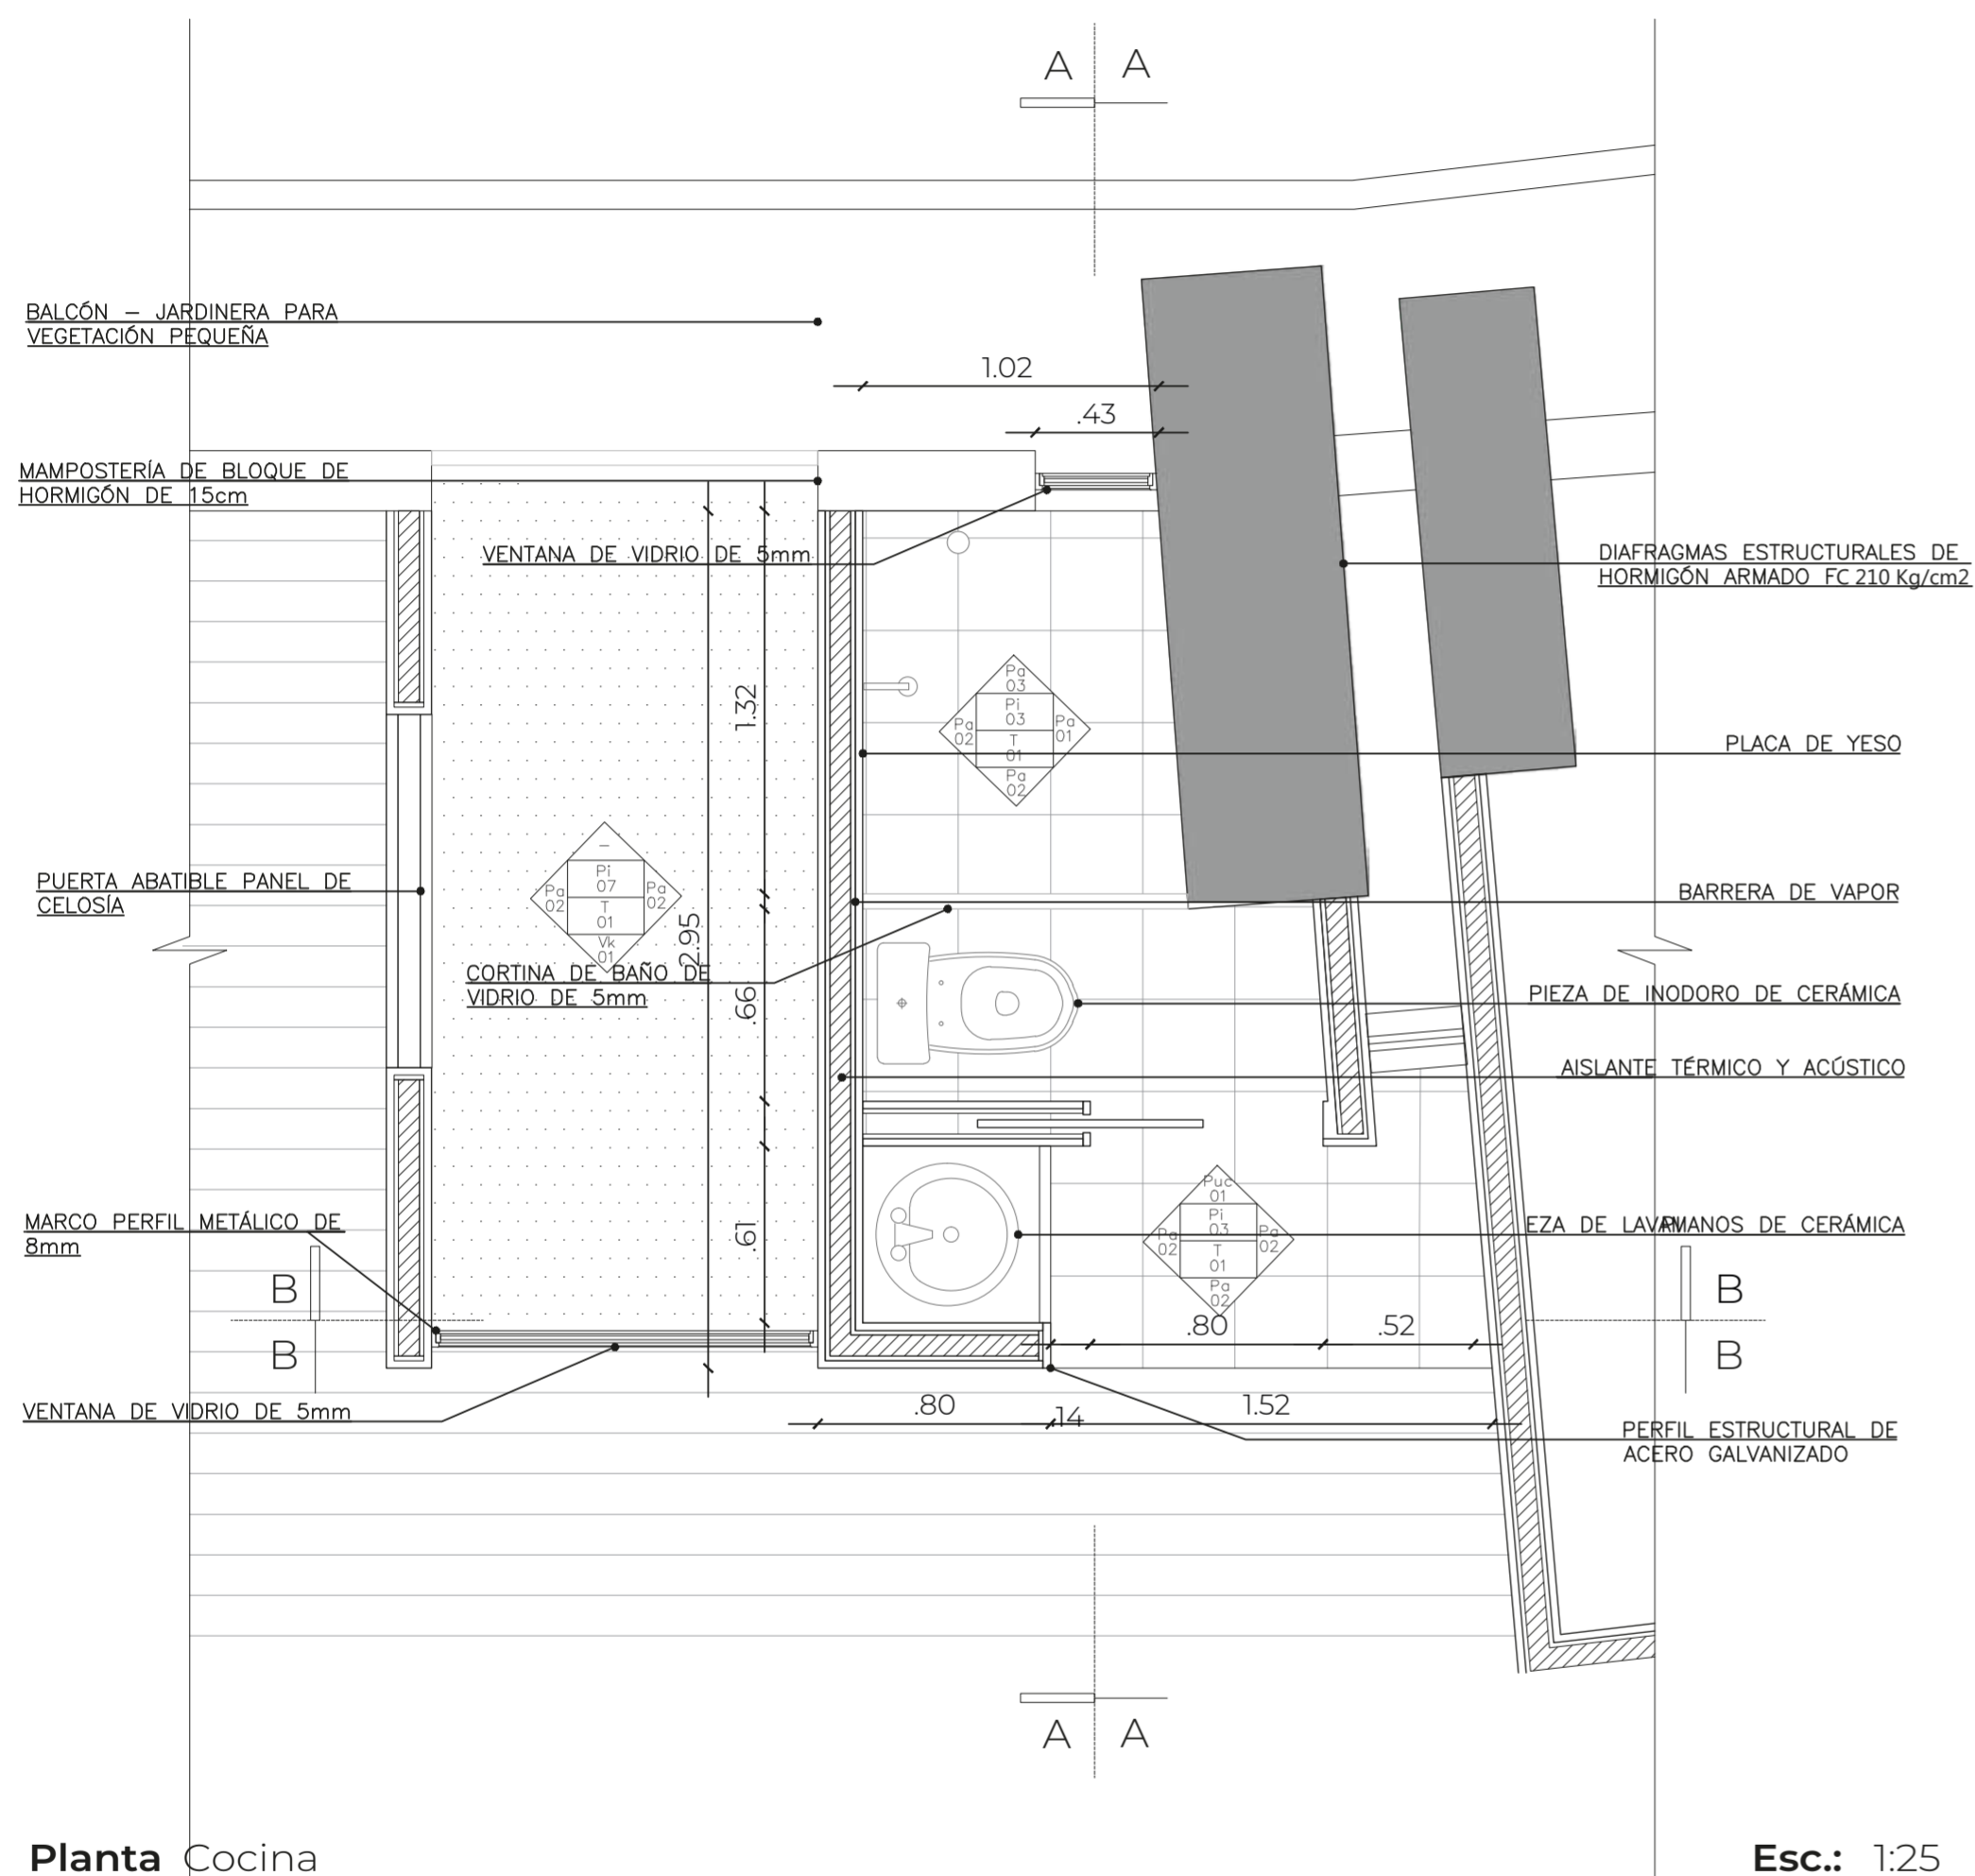 A A
BALCÓN – JARDINERA PARA
VEGETACIÓN PEQUEÑA
1.02
.43
MAMPOSTERÍA DE BLOQUE DE
HORMIGÓN DE 15cm
VENTANA DE VIDRIO DE 5mm
DIAFRAGMAS ESTRUCTURALES DE
HORMIGÓN ARMADO FC 210 Kg/cm2
1.32
Pa
03
Pi
03
Pa
02
Pa
01
T
01
Pa
02
PLACA DE YESO
PUERTA ABATIBLE PANEL DE
CELOSÍA
–
Pi
07
Pa
02
Pa
02
T
01
Vk
01
2.95
BARRERA DE VAPOR
CORTINA DE BAÑO DE
VIDRIO DE 5mm
.66
PIEZA DE INODORO DE CERÁMICA
AISLANTE TÉRMICO Y ACÚSTICO
MARCO PERFIL METÁLICO DE
8mm
.61
Puc
01
Pi
03
Pa
02
Pa
02
T
01
Pa
02
EZA DE LAVAMANOS DE CERÁMICA
B B
B B
.80 .52
VENTANA DE VIDRIO DE 5mm
.80 .14 1.52
PERFIL ESTRUCTURAL DE
ACERO GALVANIZADO
A A
Planta Cocina
Esc.: 1:25